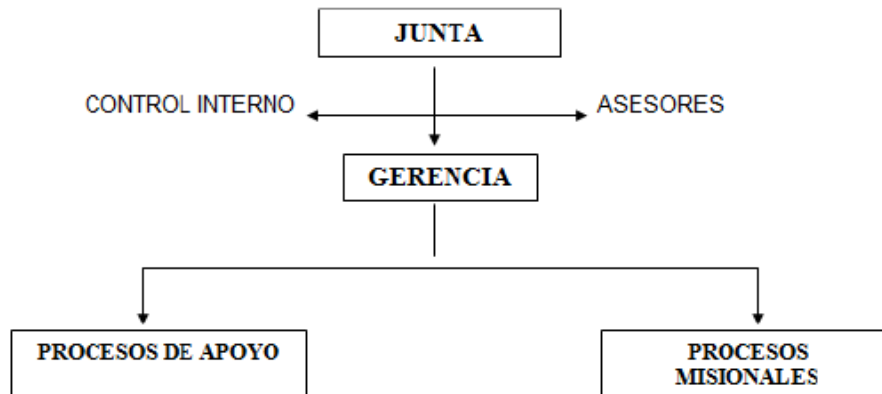 JUNTA
CONTROL INTERNO
ASESORES
GERENCIA
PROCESOS DE APOYO
PROCESOS
MISIONALES